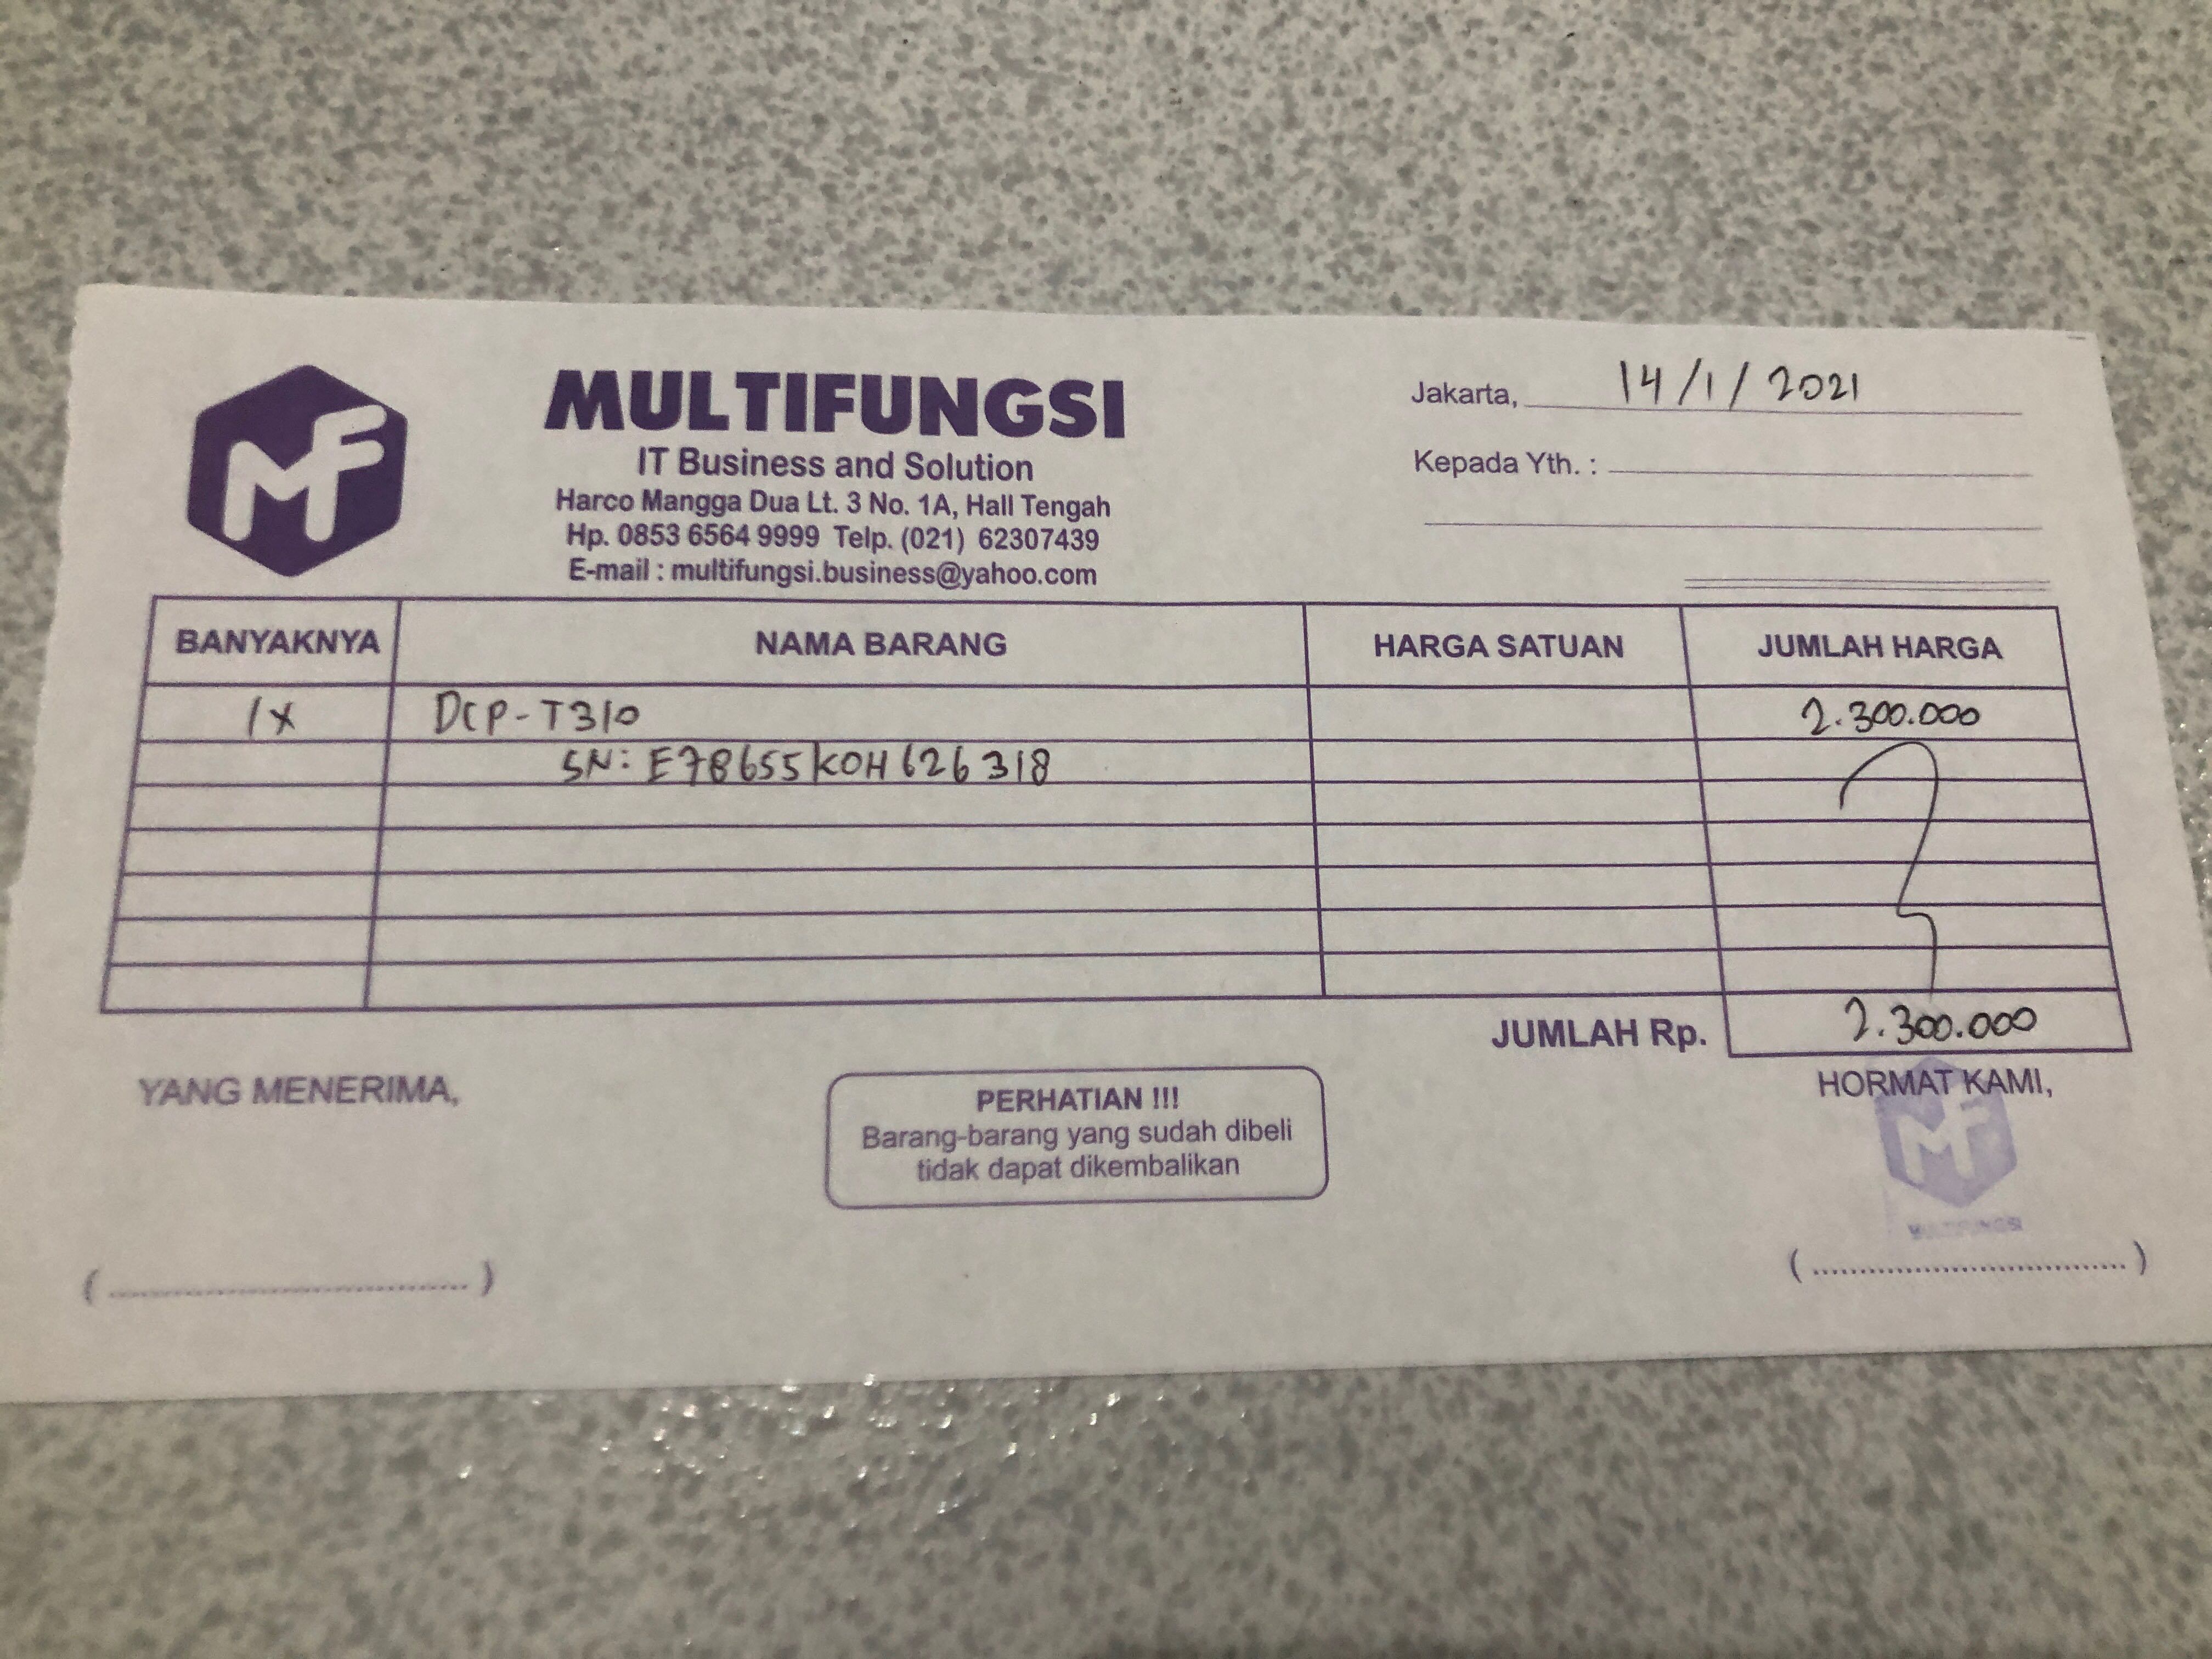 MF
MULTIFUNGSI
IT Business and Solution
Harco Mangga Dua Lt. 3 No. 1A, Hall Tengah
Hp. 0853 6564 9999 Telp. (021) 62307439
E-mail : multifungsi.business@yahoo.com
Jakarta, 14/1/2021
Kepada Yth. :
BANYAKNYA NAMA BARANG HARGA SATUAN JUMLAH HARGA
1x DCP-T310 2.300.000
SN: E78655K0H626318
JUMLAH Rp. 2.300.000
YANG MENERIMA,
PERHATIAN !!!
Barang-barang yang sudah dibeli
tidak dapat dikembalikan
HORMAT KAMI,
MF
MULTIFUNGSI
(................................)
(................................)